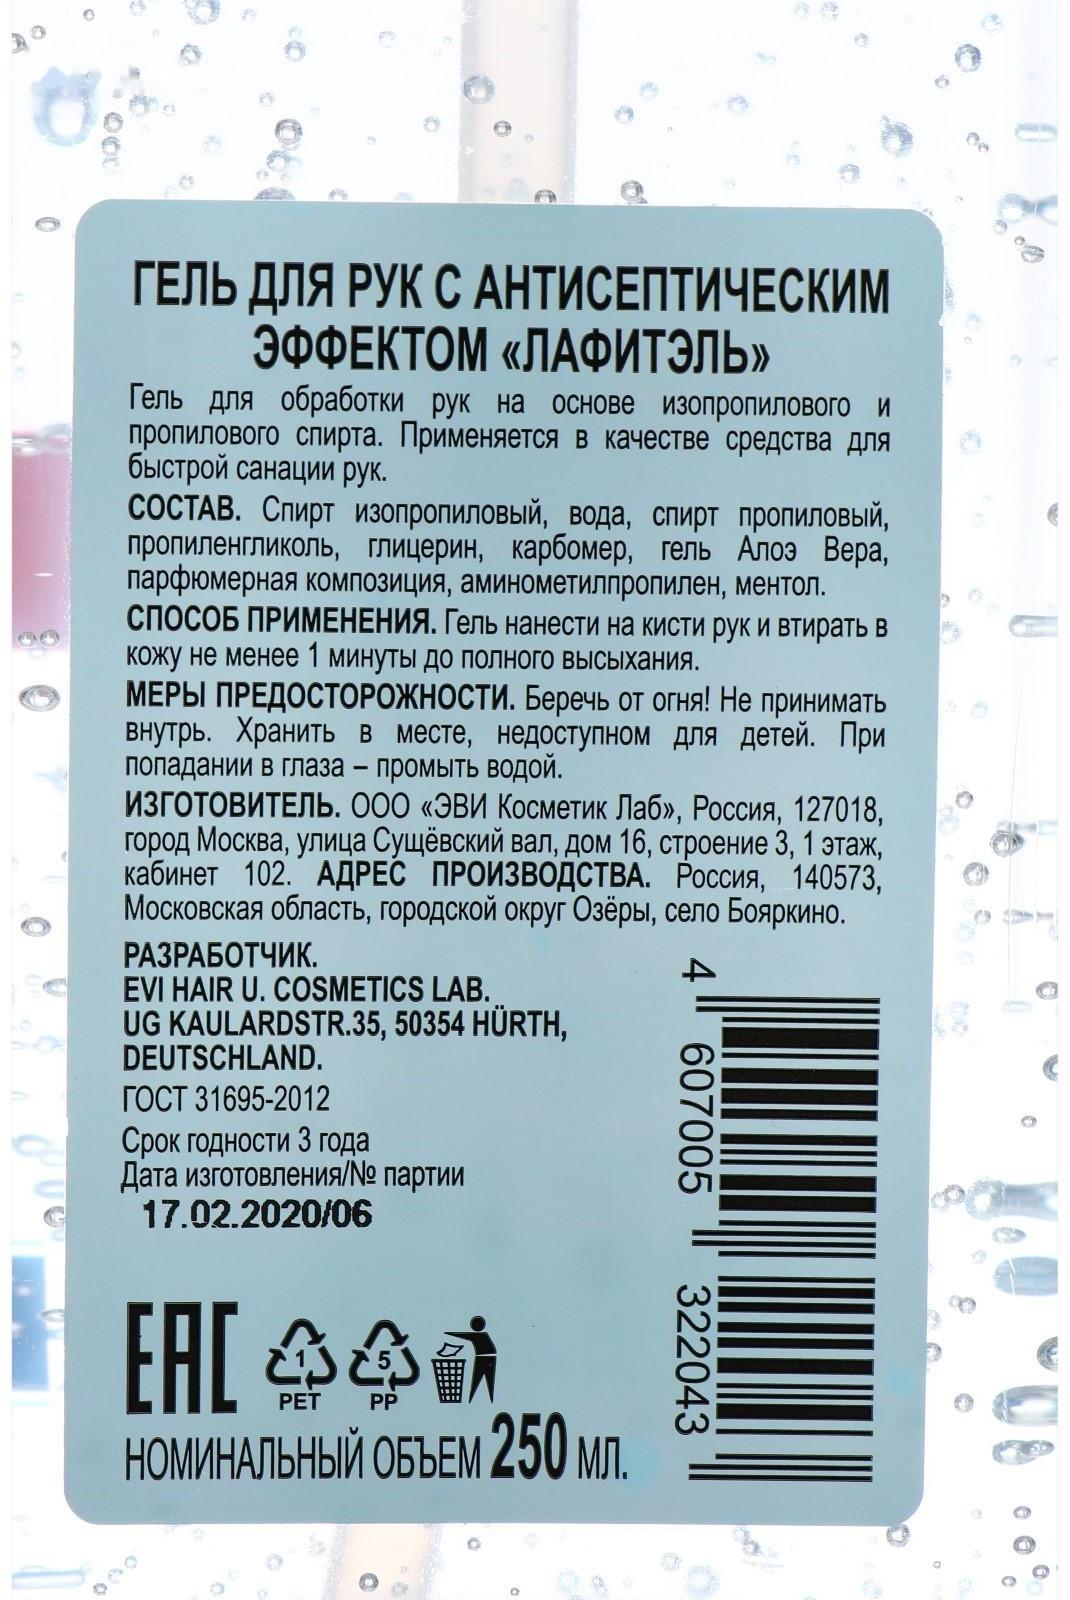 ГЕЛЬ ДЛЯ РУК С АНТИСЕПТИЧЕСКИМ
ЭФФЕКТОМ «ЛАФИТЭЛЬ»
Гель для обработки рук на основе изопропилового и
пропилового спирта. Применяется в качестве средства для
быстрой санации рук.
СОСТАВ. Спирт изопропиловый, вода, спирт пропиловый,
пропиленгликоль, глицерин, карбомер, гель Алоэ Вера,
парфюмерная композиция, аминометилпропилен, ментол.
СПОСОБ ПРИМЕНЕНИЯ. Гель нанести на кисти рук и втирать в
кожу не менее 1 минуты до полного высыхания.
МЕРЫ ПРЕДОСТОРОЖНОСТИ. Беречь от огня! Не принимать
внутрь. Хранить в месте, недоступном для детей. При
попадании в глаза – промыть водой.
ИЗГОТОВИТЕЛЬ. ООО «ЭВИ Косметик Лаб», Россия, 127018,
город Москва, улица Сущёвский вал, дом 16, строение 3, 1 этаж,
кабинет 102. АДРЕС ПРОИЗВОДСТВА. Россия, 140573,
Московская область, городской округ Озёры, село Бояркино.
РАЗРАБОТЧИК.
EVI HAIR U. COSMETICS LAB.
UG KAULARDSTR.35, 50354 HÜRTH,
DEUTSCHLAND.
ГОСТ 31695-2012
Срок годности 3 года
Дата изготовления/№ партии
17.02.2020/06
4 607005 322043
EAC
1 5
PET PP
НОМИНАЛЬНЫЙ ОБЪЕМ 250 МЛ.